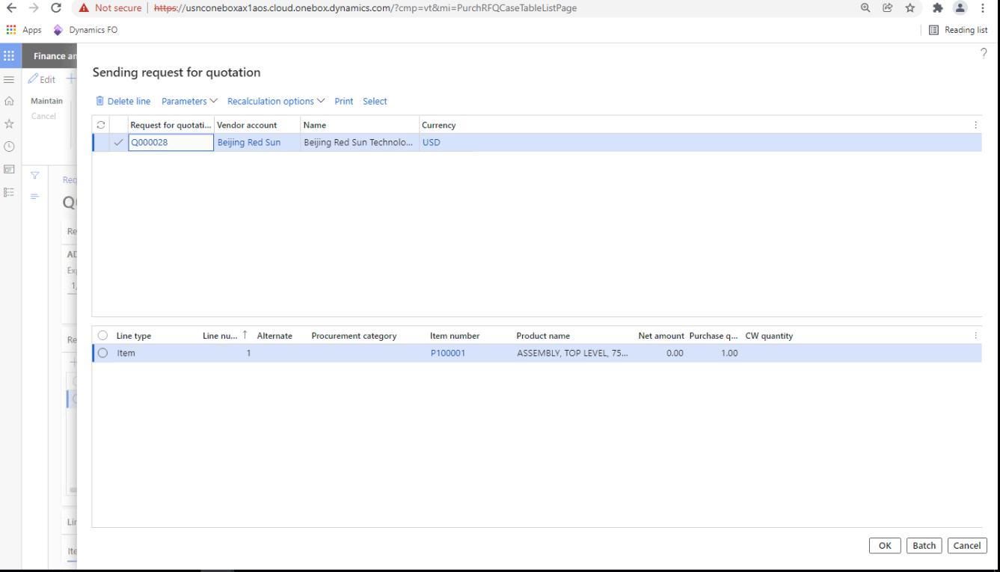 Not secure | https://usnconeboxax1aos.cloud.onebox.dynamics.com/?cmp=vt&mi=PurchRFQCaseTableListPage
Apps Dynamics FO Reading list
Finance an
?
Sending request for quotation
Edit
Maintain
Cancel
Delete line Parameters Recalculation options Print Select
Request for quotati... Vendor account Name Currency
Q000028 Beijing Red Sun Beijing Red Sun Technolo... USD
Req
Q
Re
AD
Exp
1/
Re
Line type Line nu... ↑ Alternate Procurement category Item number Product name Net amount Purchase q... CW quantity
Item 1 P100001 ASSEMBLY, TOP LEVEL, 75... 0.00 1.00
Lin
Ite
OK Batch Cancel